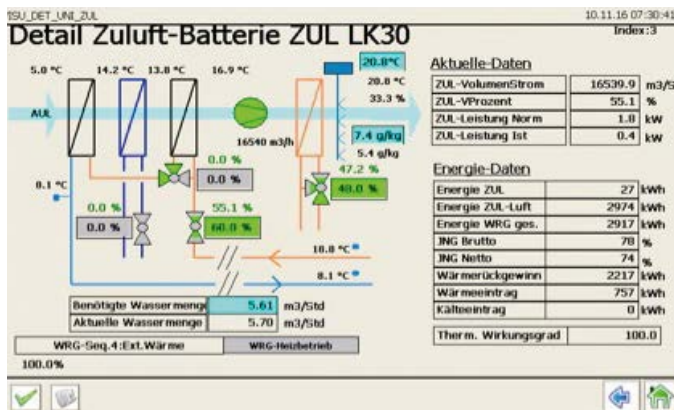 ISU_DET_UNI_ZUL
10.11.16 07:30:41
Detail Zuluft-Batterie ZUL LK30
Index:3
5.0 °C 14.2 °C 13.8 °C 16.9 °C
20.8°C
20.8 °C
33.3 %
AUL
16540 m3/h
7.4 g/kg
5.4 g/kg
0.0 %
0.0 %
47.2 %
48.0 %
0.1 °C
0.0 %
0.0 %
55.1 %
60.0 %
18.8 °C
8.1 °C
Benötigte Wassermenge 5.61 m3/Std
Aktuelle Wassermenge 5.70 m3/Std
WRG-Seq.4:Ext.Wärme WRG-Heizbetrieb
100.0%
Aktuelle-Daten
ZUL-VolumenStrom 16539.9 m3/S
ZUL-VProzent 55.1 %
ZUL-Leistung Norm 1.8 kW
ZUL-Leistung Ist 0.4 kW
Energie-Daten
Energie ZUL 27 kWh
Energie ZUL-Luft 2974 kWh
Energie WRG ges. 2917 kWh
JNG Brutto 78 %
JNG Netto 74 %
Wärmerückgewinn 2217 kWh
Wärmeeintrag 757 kWh
Kälteeintrag 0 kWh
Therm. Wirkungsgrad 100.0